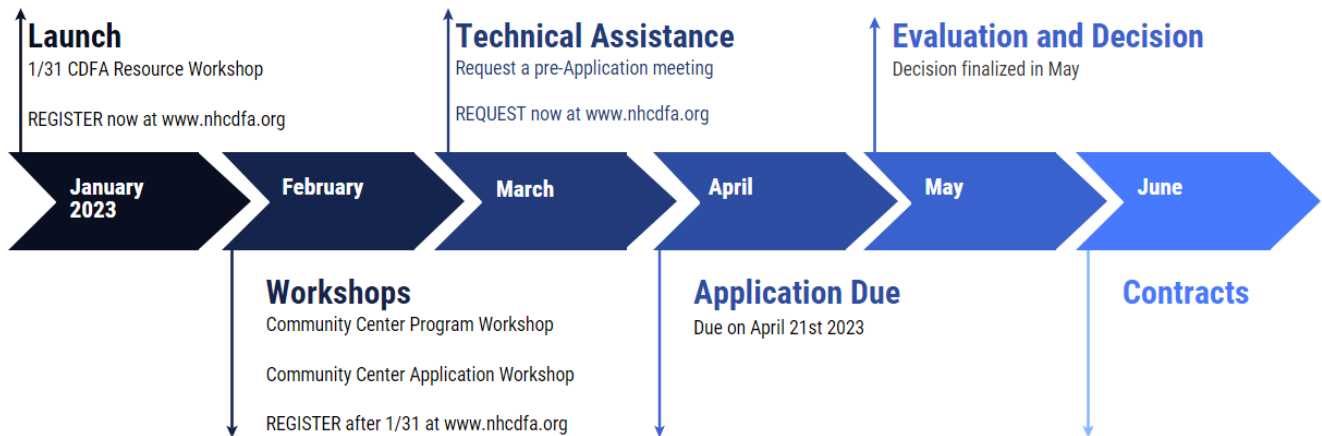 Launch
1/31 CDFA Resource Workshop
REGISTER now at www.nhcdfa.org
Technical Assistance
Request a pre-Application meeting
REQUEST now at www.nhcdfa.org
Evaluation and Decision
Decision finalized in May
January
2023
February
March
April
May
June
Workshops
Community Center Program Workshop
Community Center Application Workshop
REGISTER after 1/31 at www.nhcdfa.org
Application Due
Due on April 21st 2023
Contracts